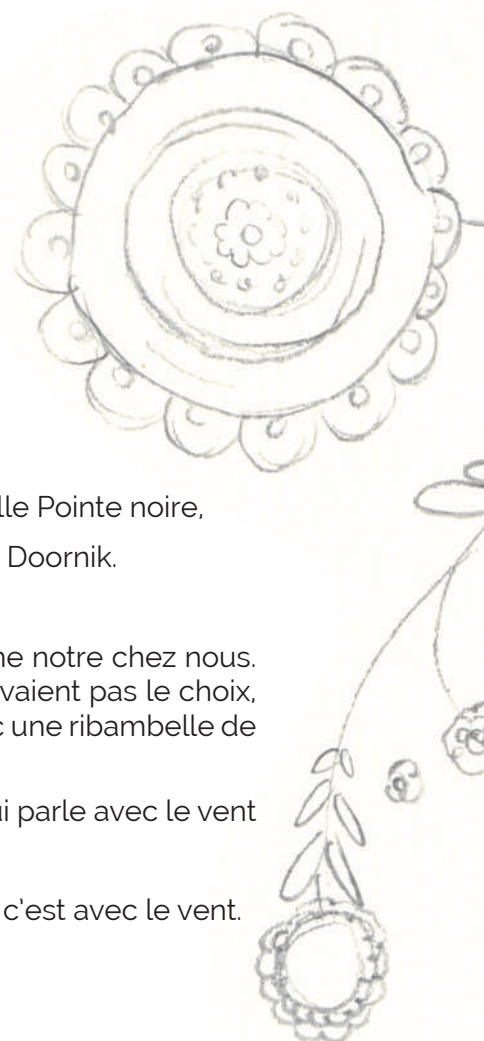 lle Pointe noire,
Doornik.
ne notre chez nous.
vaient pas le choix,
c une ribambelle de
ui parle avec le vent
c'est avec le vent.